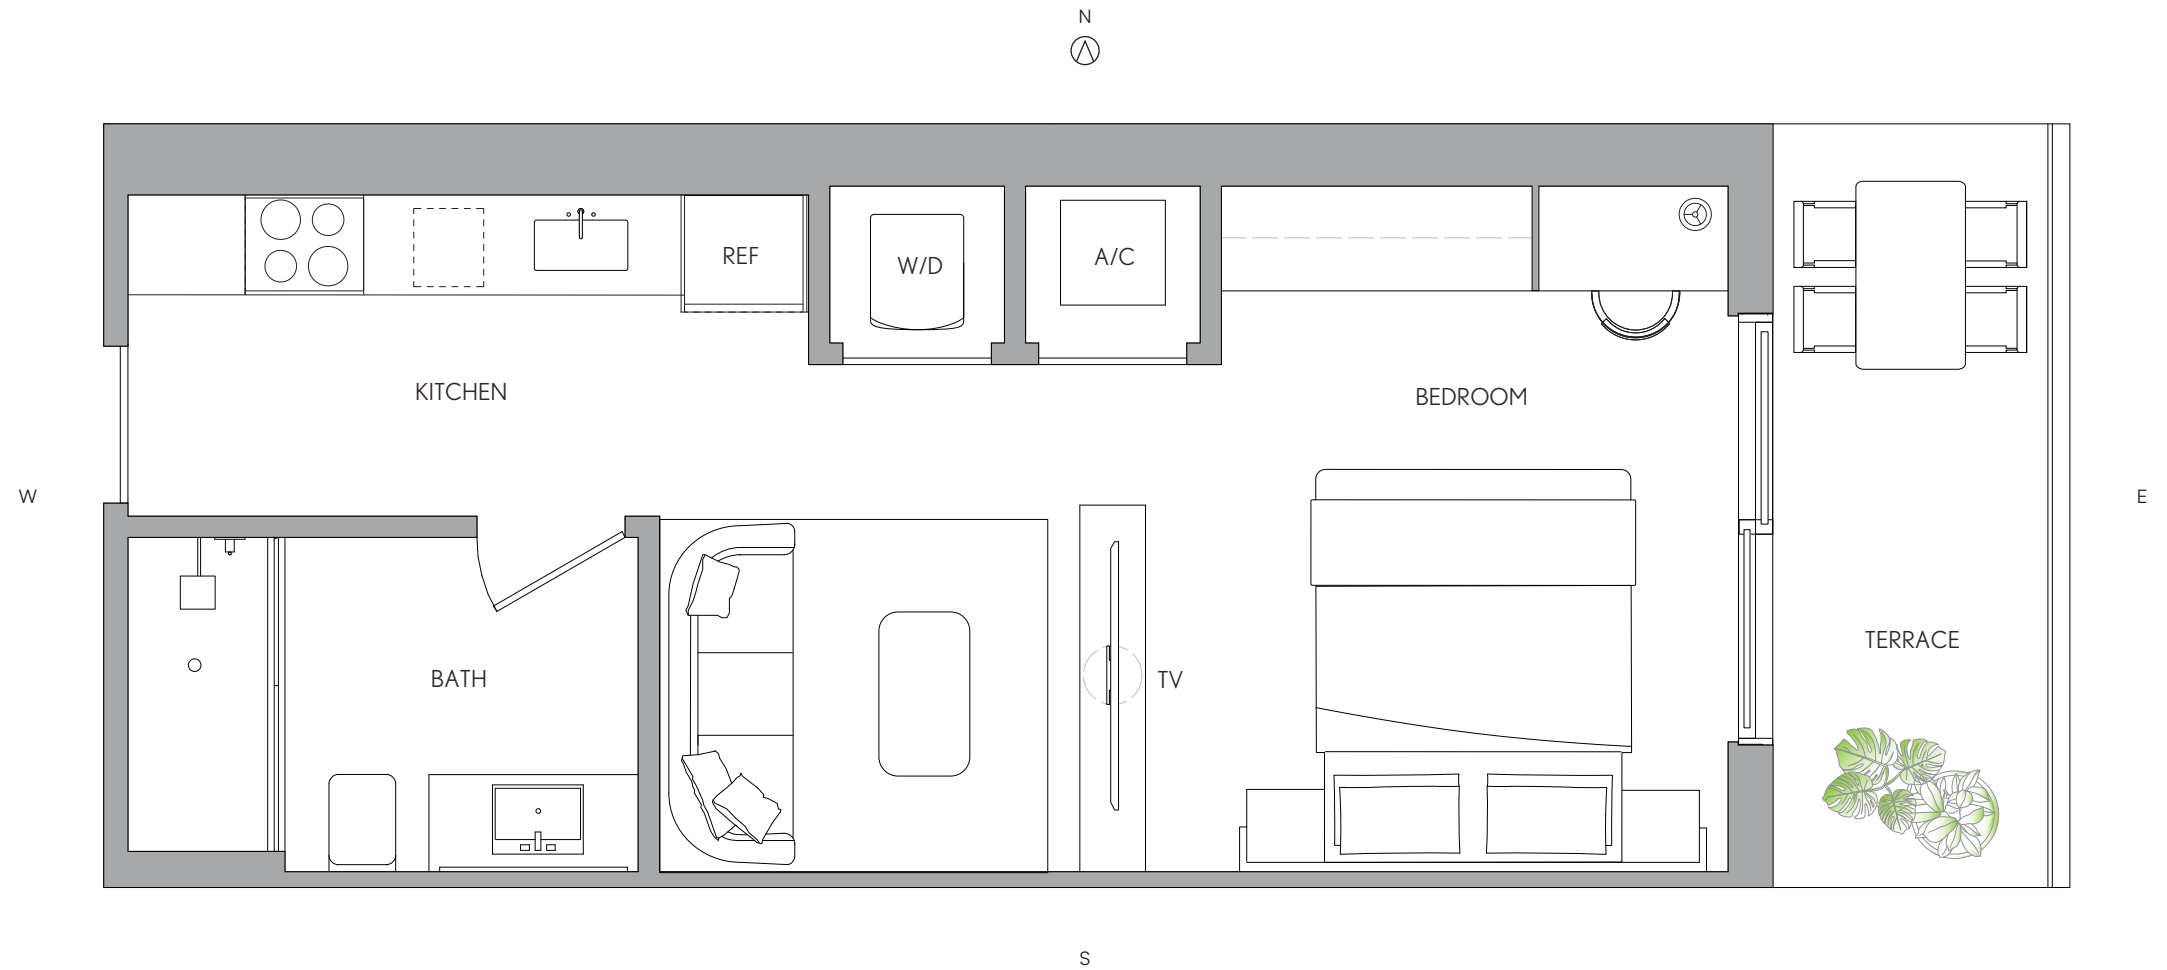 N
REF
W/D
A/C
KITCHEN
BEDROOM
W
E
TERRACE
BATH
TV
S